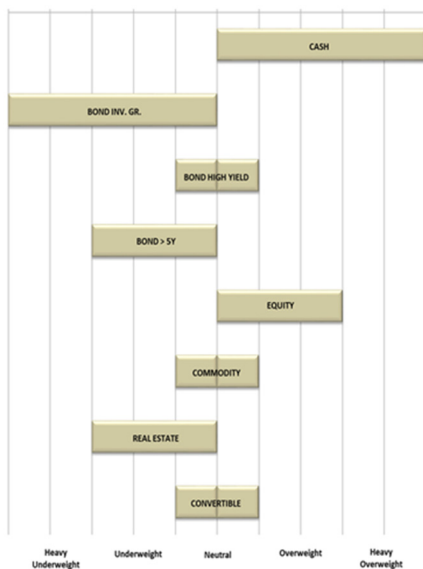 CASH
BOND INV. GR.
BOND HIGH YIELD
BOND > 5Y
EQUITY
COMMODITY
REAL ESTATE
CONVERTIBLE
Heavy Underweight Neutral Overweight Heavy
Underweight Overweight